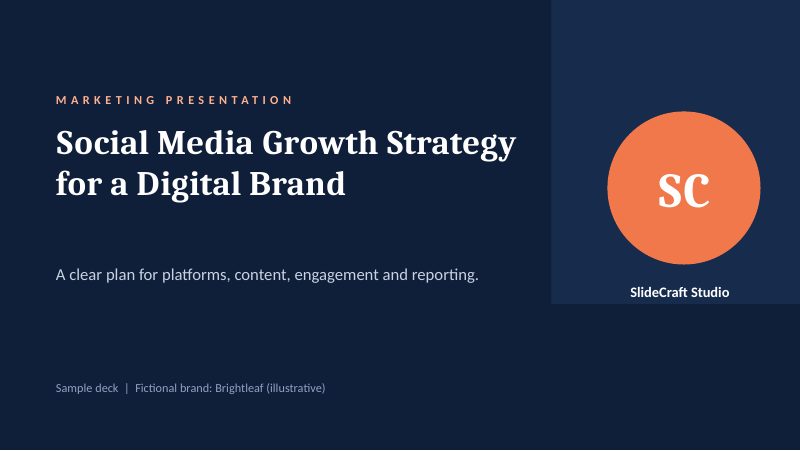 MARKETING PRESENTATION
Social Media Growth Strategy
for a Digital Brand
A clear plan for platforms, content, engagement and reporting.
Sample deck | Fictional brand: Brightleaf (illustrative)
SC
SlideCraft Studio